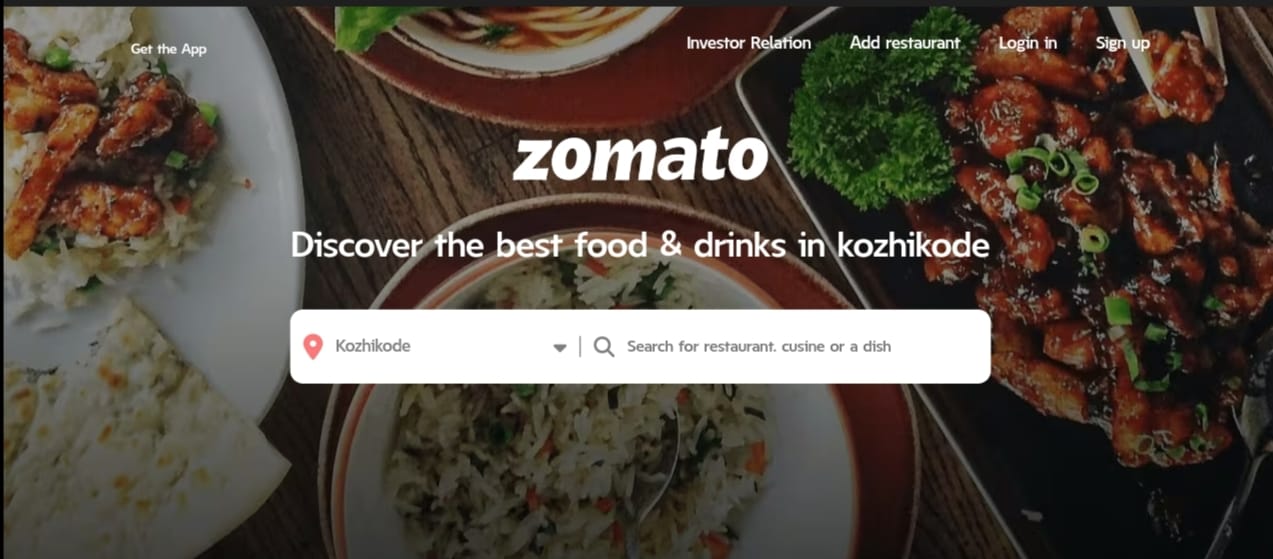 Get the App
Investor Relation
Add restaurant
Login in
Sign up
zomato
Discover the best food & drinks in kozhikode
Kozhikode
Search for restaurant. cusine or a dish